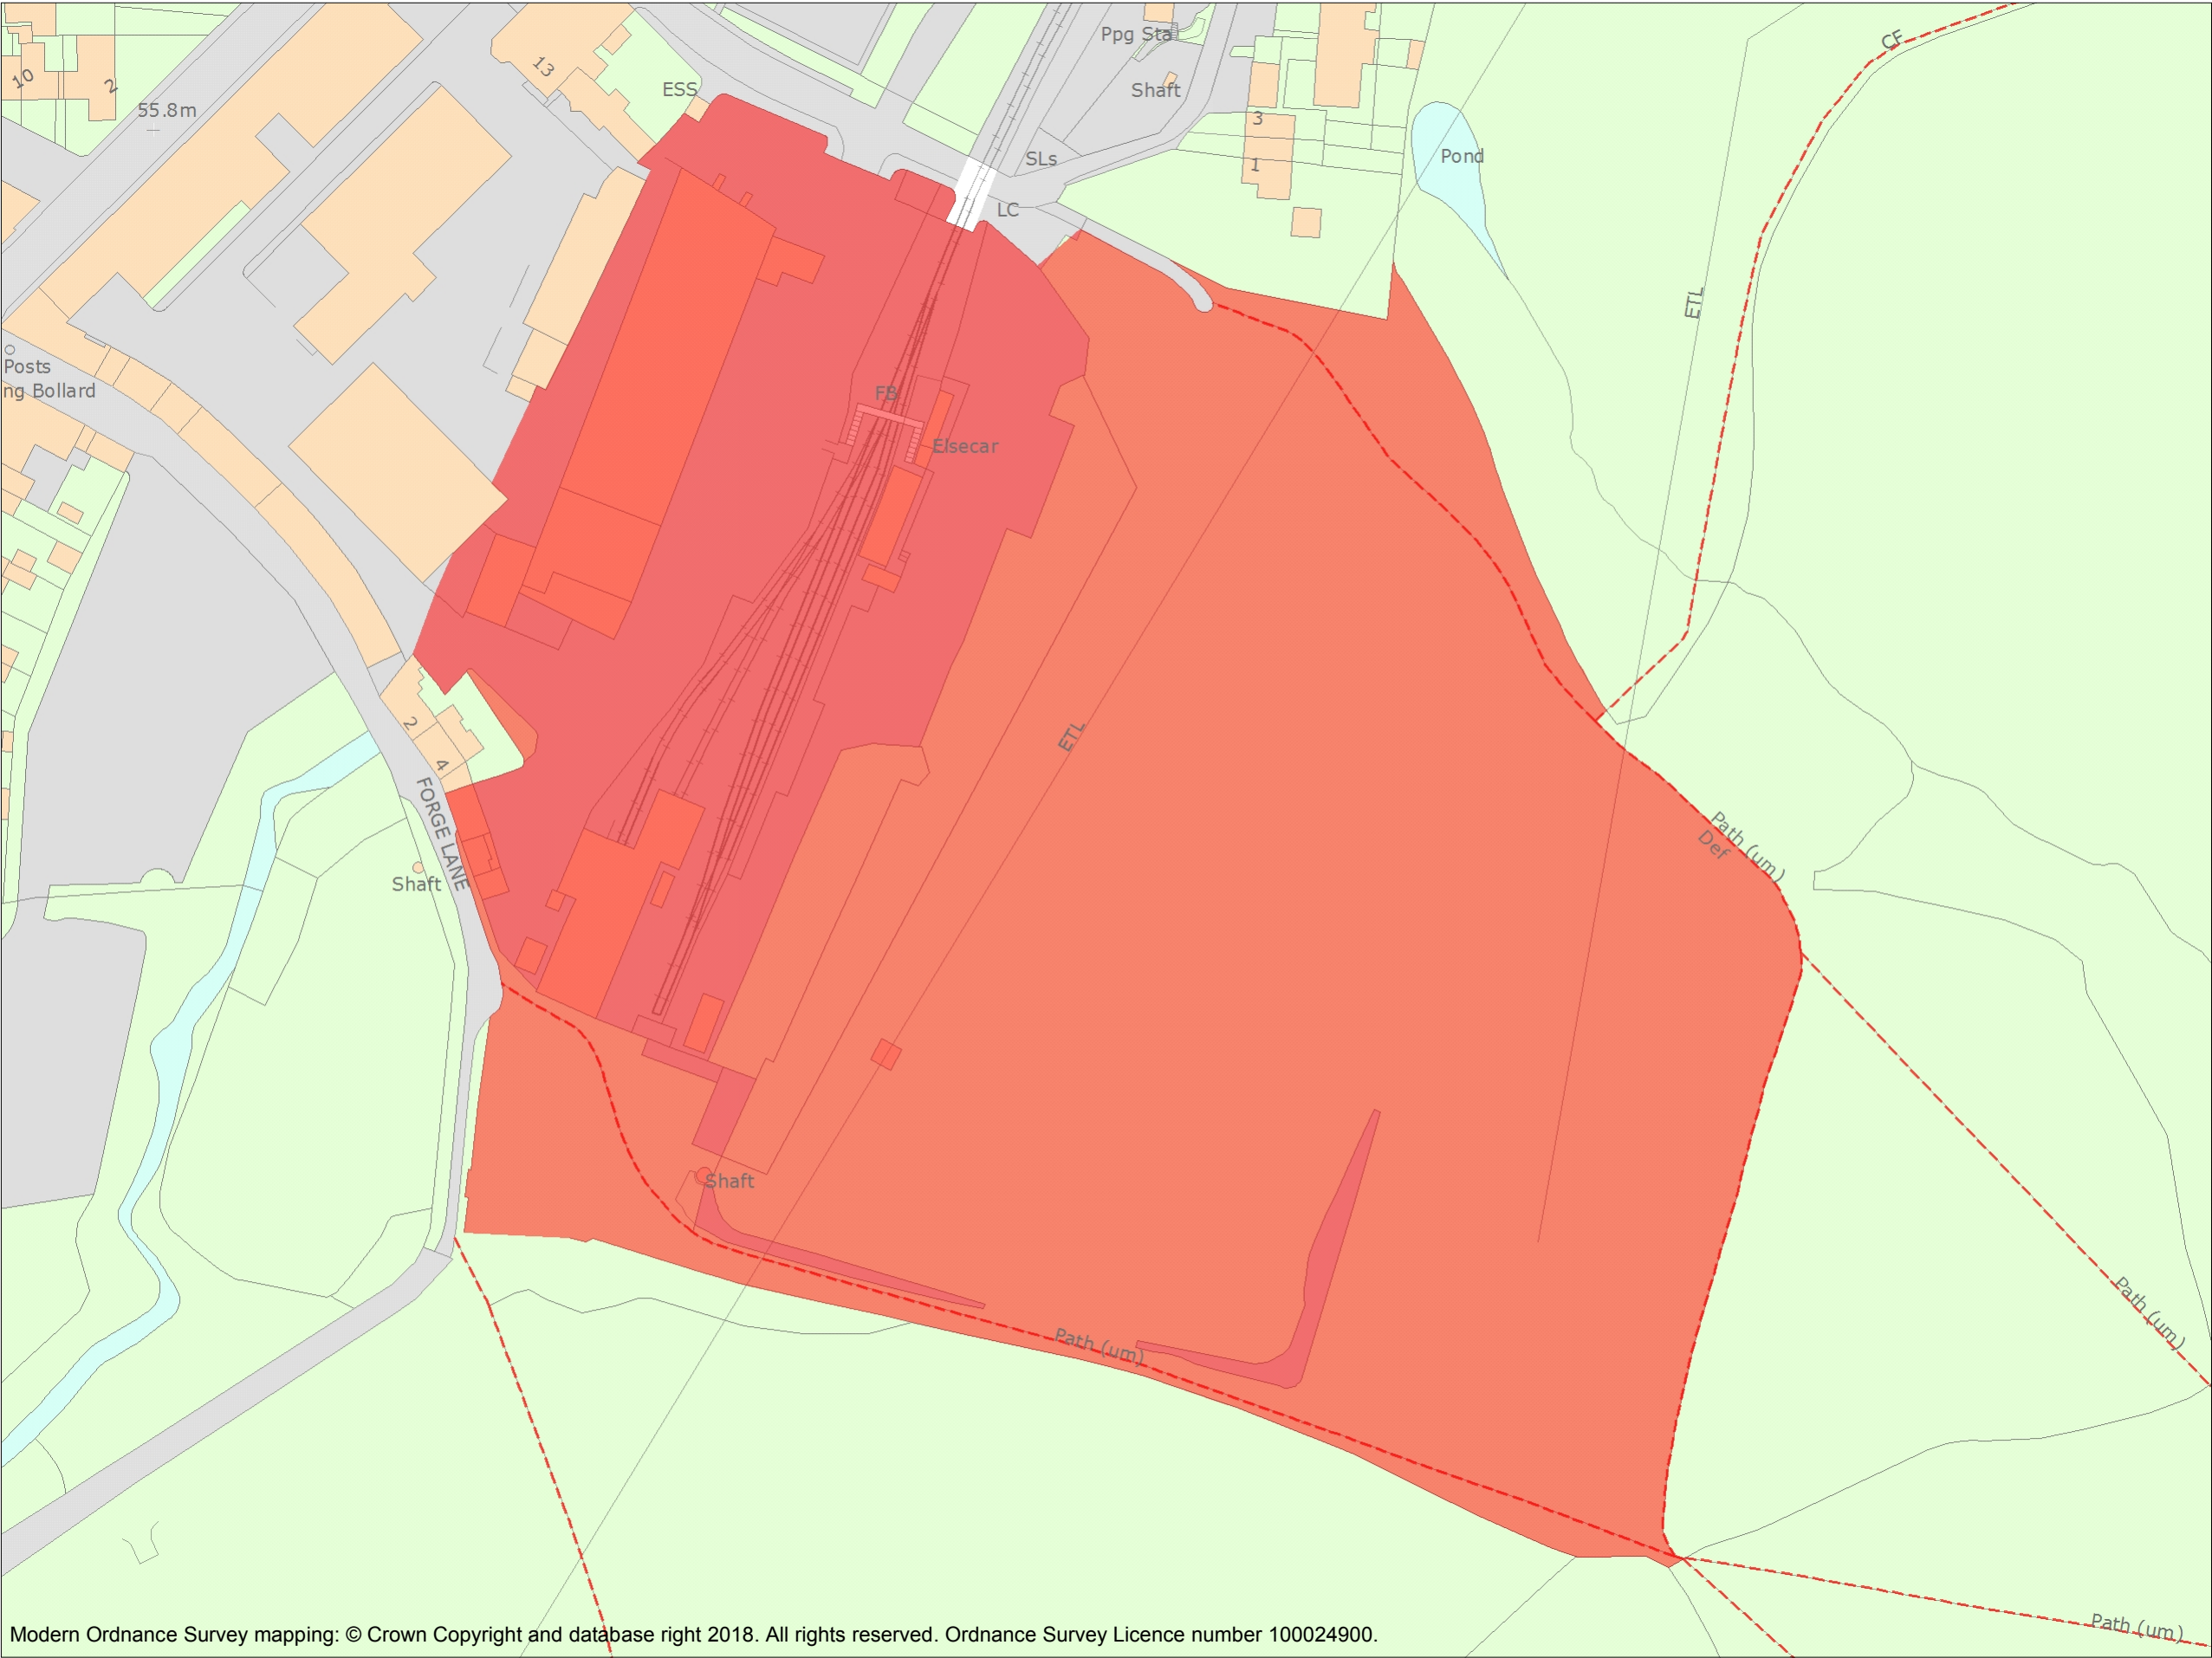 Ppg Sta
CF
13
10
2
ESS
Shaft
55.8m
3
SLs
Pond
1
LC
ETL
Posts
ng Bollard
FB
Elsecar
2
ETL
4
FORGE LANE
Path (um)
Def
Shaft
Shaft
Path (um)
Path (um)
Path (um)
Modern Ordnance Survey mapping: © Crown Copyright and database right 2018. All rights reserved. Ordnance Survey Licence number 100024900.